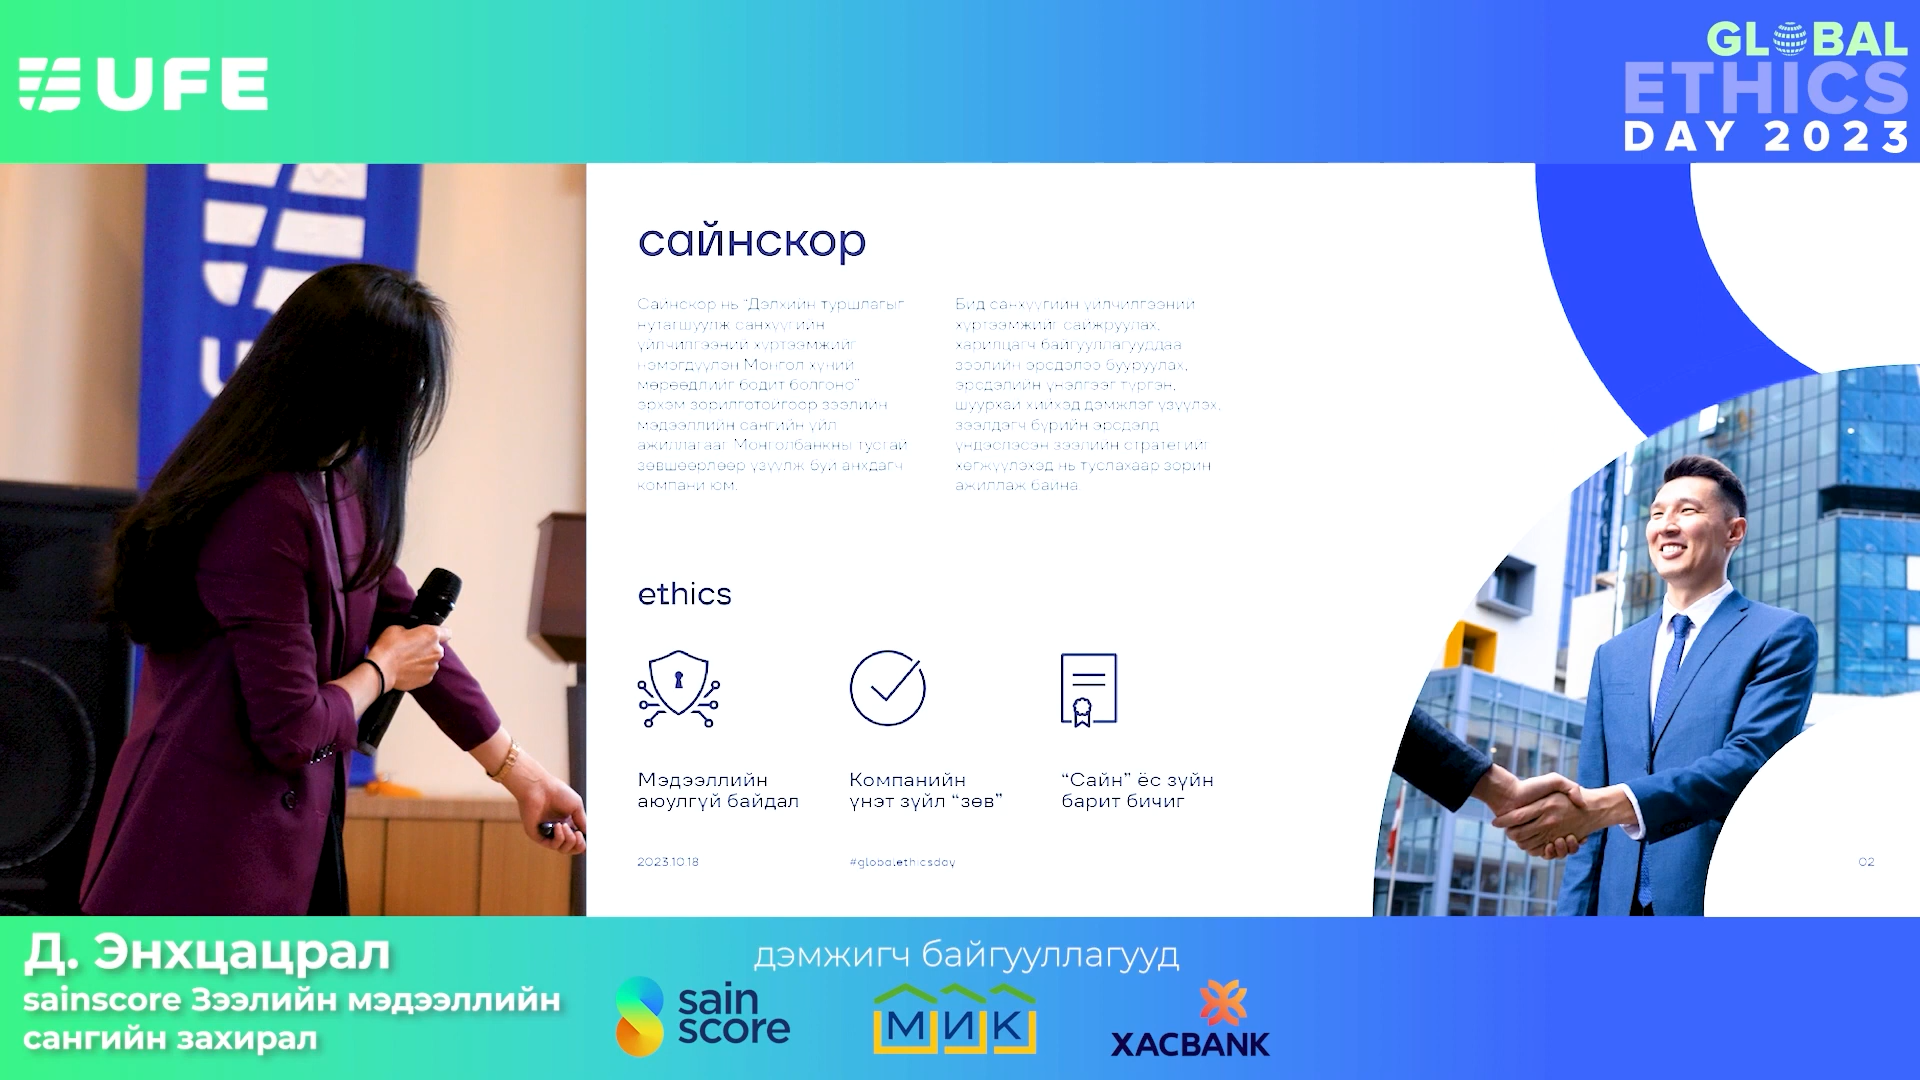 UFE
GLOBAL
ETHICS
DAY 2023
сайнскор
Сайнскор нь “Дэлхийн туршлагыг
нутагшуулж санхүүгийн
үйлчилгээний хүртээмжийг
нэмэгдүүлэн Монгол хүний
мөрөөдлийг бодит болгоно”
эрхэм зорилготойгоор зээлийн
мэдээллийн сангийн үйл
ажиллагааг Монголбанкны тусгай
зөвшөөрлөөр үзүүлж буй анхдагч
компани юм.
Бид санхүүгийн үйлчилгээний
хүртээмжийг сайжруулах,
харилцагч байгууллагууддаа
зээлийн эрсдэлээ бууруулах,
эрсдэлийн үнэлгээг түргэн,
шуурхай хийхэд дэмжлэг үзүүлэх,
зээлдэгч бүрийн эрсдэлд
үндэслэсэн зээлийн стратегийг
хөгжүүлэхэд нь туслахаар зорин
ажиллаж байна
ethics
Мэдээллийн
аюулгүй байдал
Компанийн
үнэт зүйл “зөв”
“Сайн” ёс зүйн
барит бичиг
2023.10.18
#globalethicsday
02
Д. Энхцацрал
sainscore Зээлийн мэдээллийн
сангийн захирал
дэмжигч байгууллагууд
sain
score
МИК
XACBANK